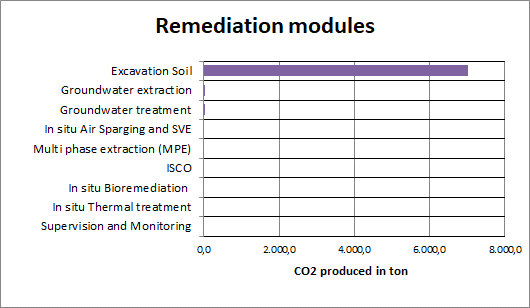 Remediation modules
Excavation Soil
Groundwater extraction
Groundwater treatment
In situ Air Sparging and SVE
Multi phase extraction (MPE)
ISCO
In situ Bioremediation
In situ Thermal treatment
Supervision and Monitoring
0,0 2.000,0 4.000,0 6.000,0 8.000,0
CO2 produced in ton